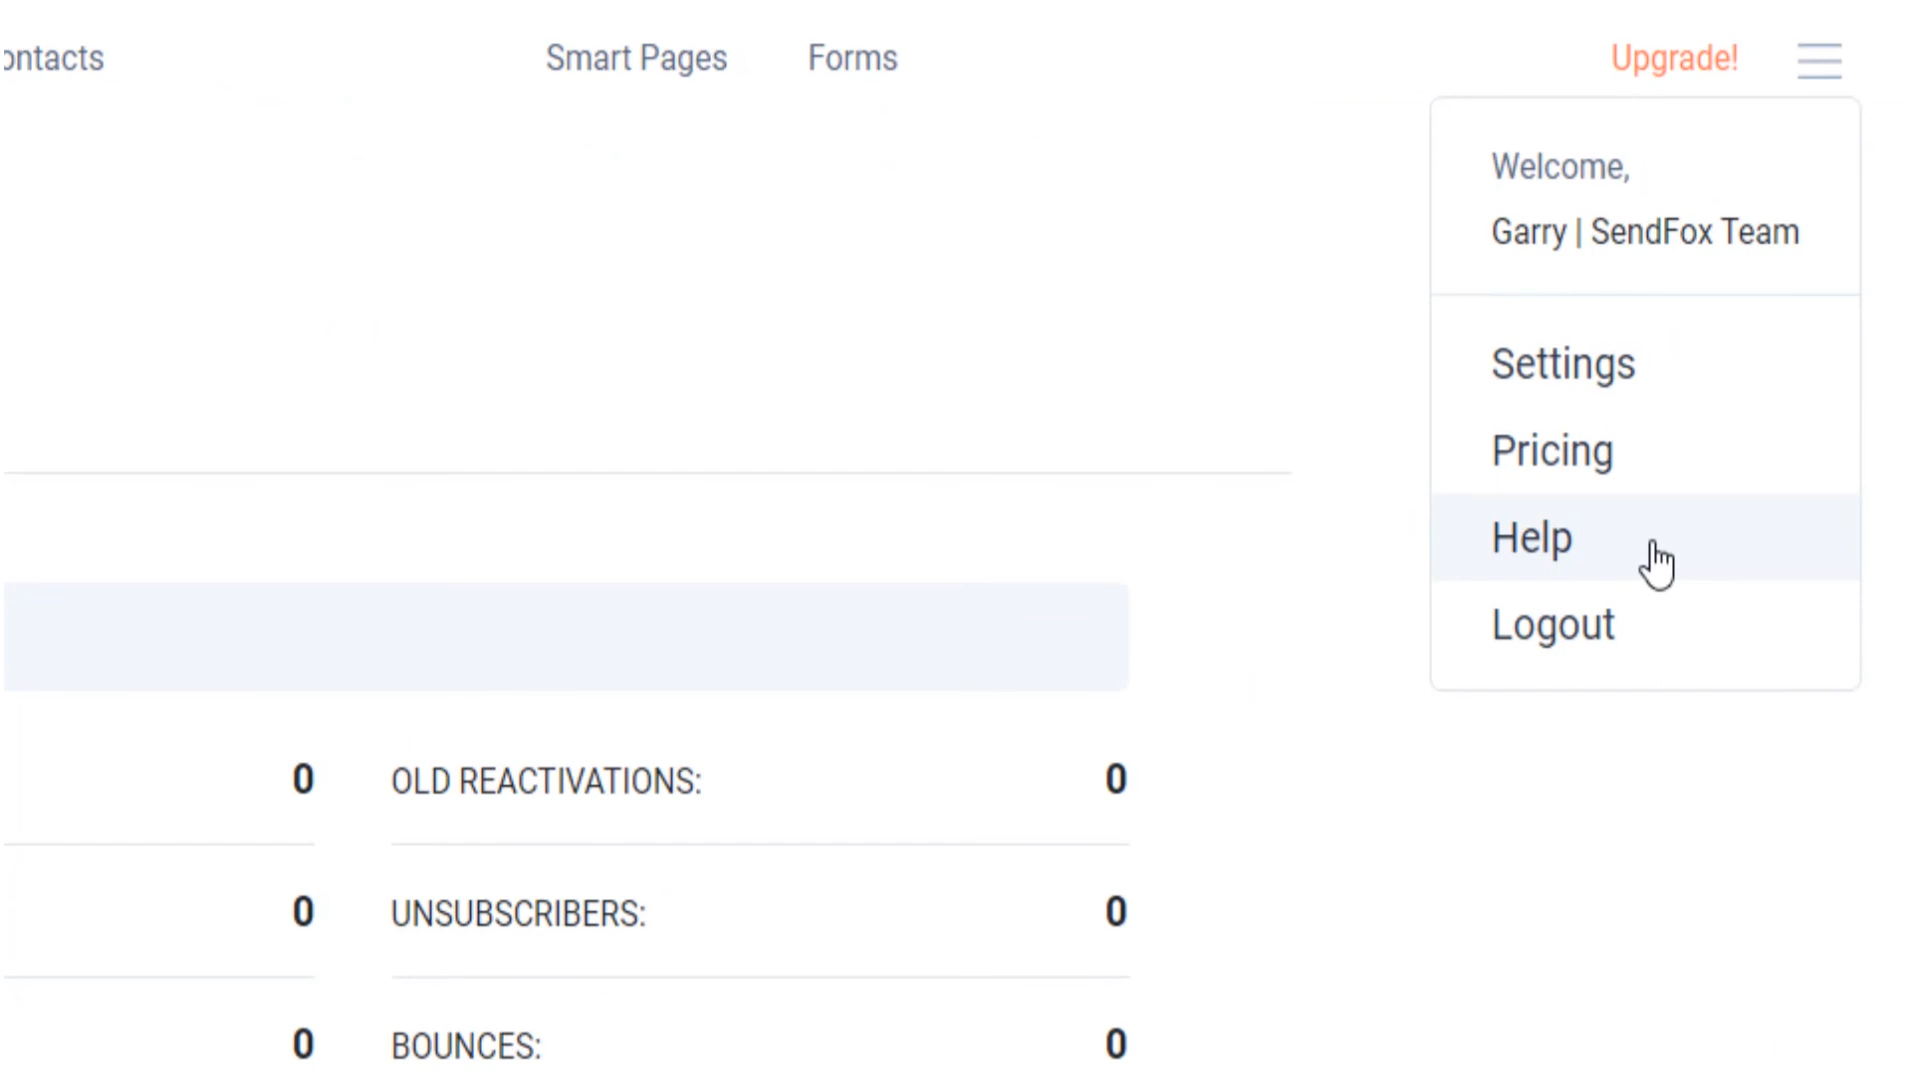 ontacts Smart Pages Forms Upgrade!
Welcome,
Garry | SendFox Team
Settings
Pricing
Help
Logout
0 OLD REACTIVATIONS: 0
0 UNSUBSCRIBERS: 0
0 BOUNCES: 0